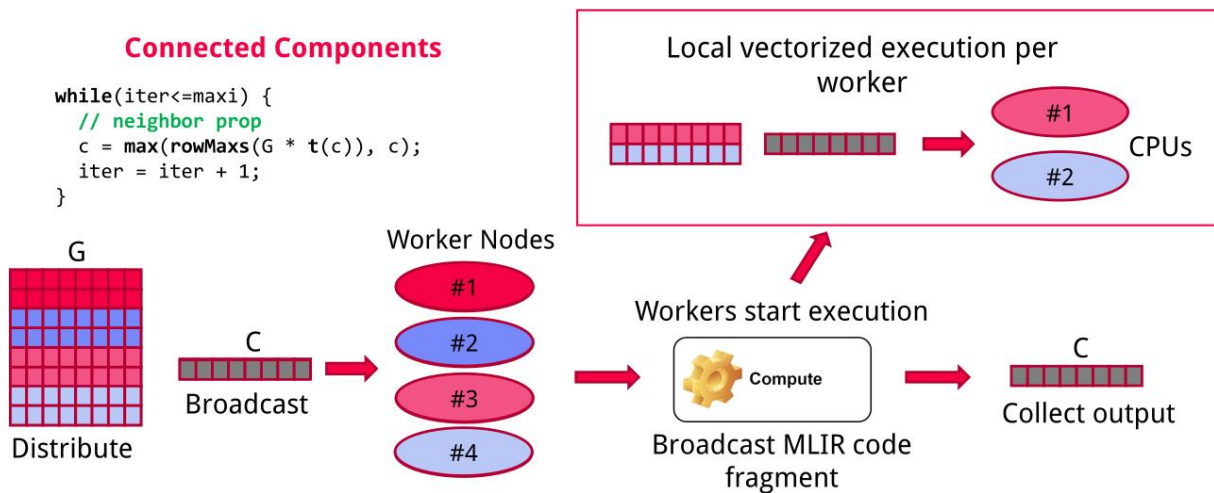 Connected Components
while(iter<=maxi) {
// neighbor prop
c = max(rowMaxs(G * t(c)), c);
iter = iter + 1;
}
Local vectorized execution per
worker
#1
#2
CPUs
G
Distribute
C
Broadcast
Worker Nodes
#1
#2
#3
#4
Workers start execution
Compute
Broadcast MLIR code
fragment
C
Collect output